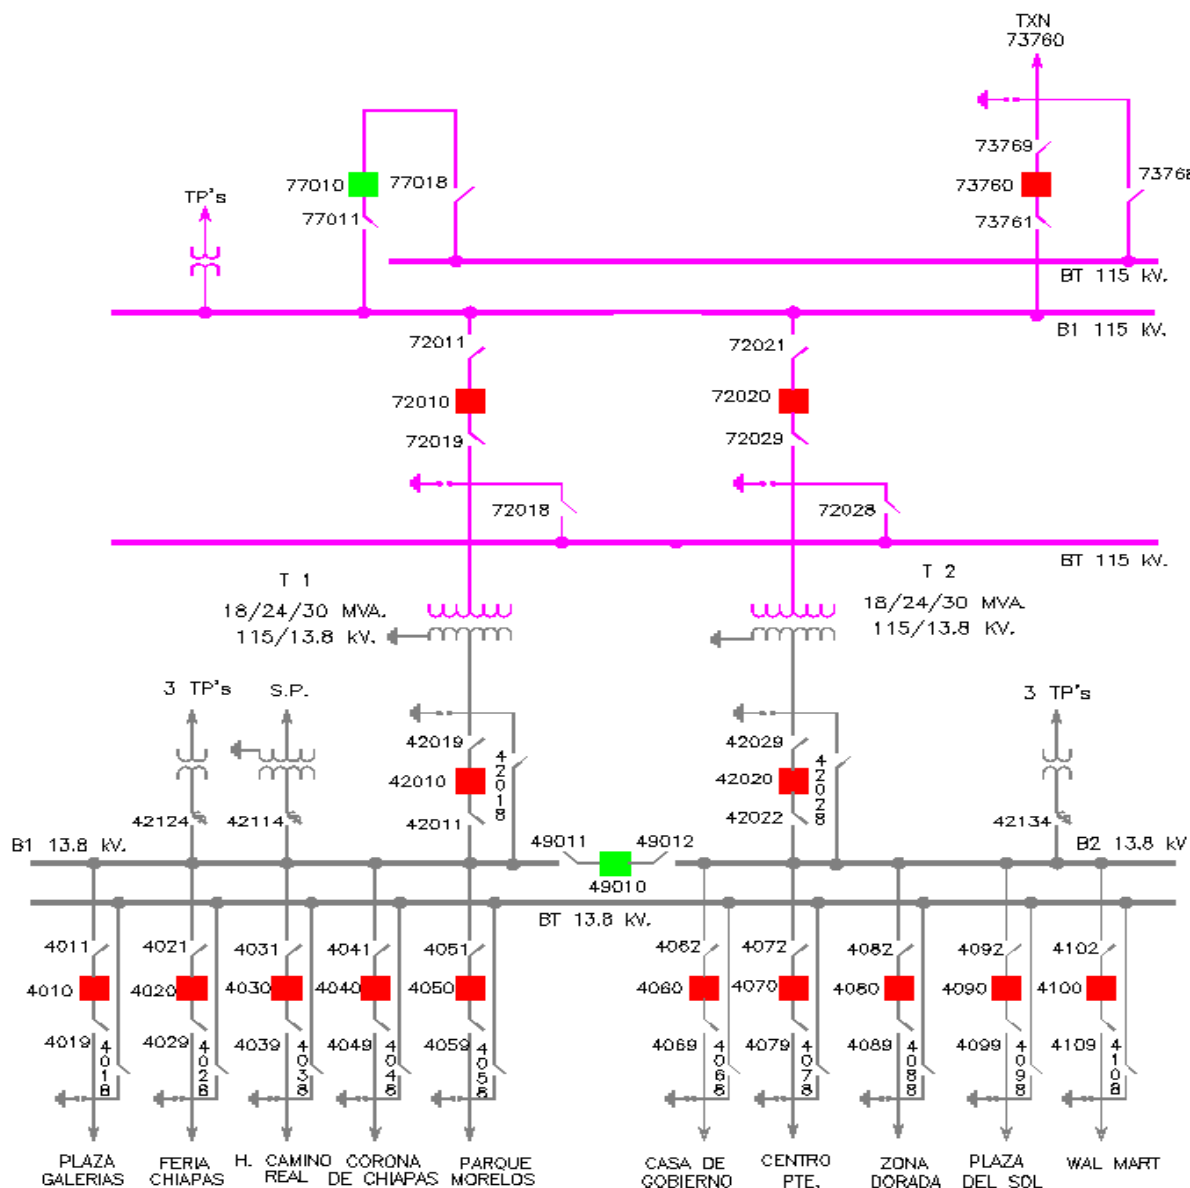 TXN
73760
73769
77010
77018
73760
73768
TP's
77011
73761
BT 115 kV.
B1 115 kV.
72011
72021
72010
72020
72019
72029
72018
72028
BT 115 kV.
T 1
T 2
18/24/30 MVA.
18/24/30 MVA.
115/13.8 kV.
115/13.8 kV.
3 TP's
S.P.
3 TP's
42019
42029
42010
42018
42020
42028
42124
42114
42011
42022
42134
B1 13.8 kV.
49011
49012
B2 13.8 kV
49010
BT 13.8 kV.
4011
4021
4031
4041
4051
4062
4072
4082
4092
4102
4010
4020
4030
4040
4050
4060
4070
4080
4090
4100
4019
4029
4039
4049
4059
4069
4079
4089
4099
4109
4018
4028
4038
4048
4058
4068
4078
4088
4098
4108
PLAZA
GALERIAS
FERIA
CHIAPAS
H. CAMINO
REAL
CORONA
DE CHIAPAS
PARQUE
MORELOS
CASA DE
GOBIERNO
CENTRO
PTE.
ZONA
DORADA
PLAZA
DEL SOL
WAL MART